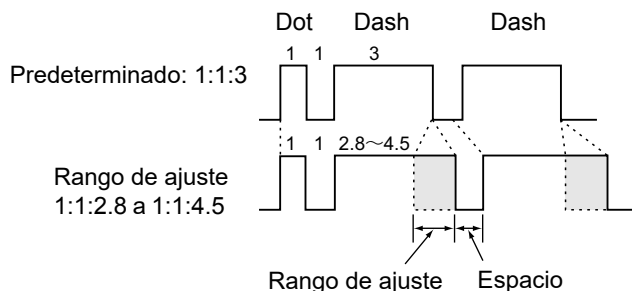 Dot Dash Dash
1 1 3
Predeterminado: 1:1:3
1 1 2.8～4.5
Rango de ajuste
1:1:2.8 a 1:1:4.5
Rango de ajuste Espacio